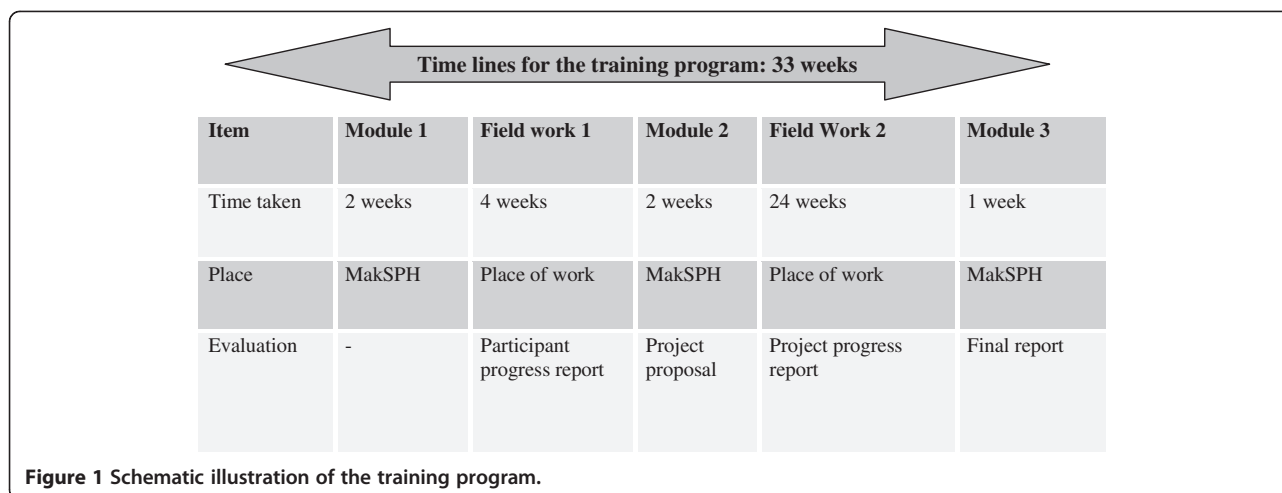 Time lines for the training program: 33 weeks
Item Module 1 Field work 1 Module 2 Field Work 2 Module 3
Time taken 2 weeks 4 weeks 2 weeks 24 weeks 1 week
Place MakSPH Place of work MakSPH Place of work MakSPH
Evaluation - Participant Project Project progress Final report
progress report proposal report
Figure 1 Schematic illustration of the training program.